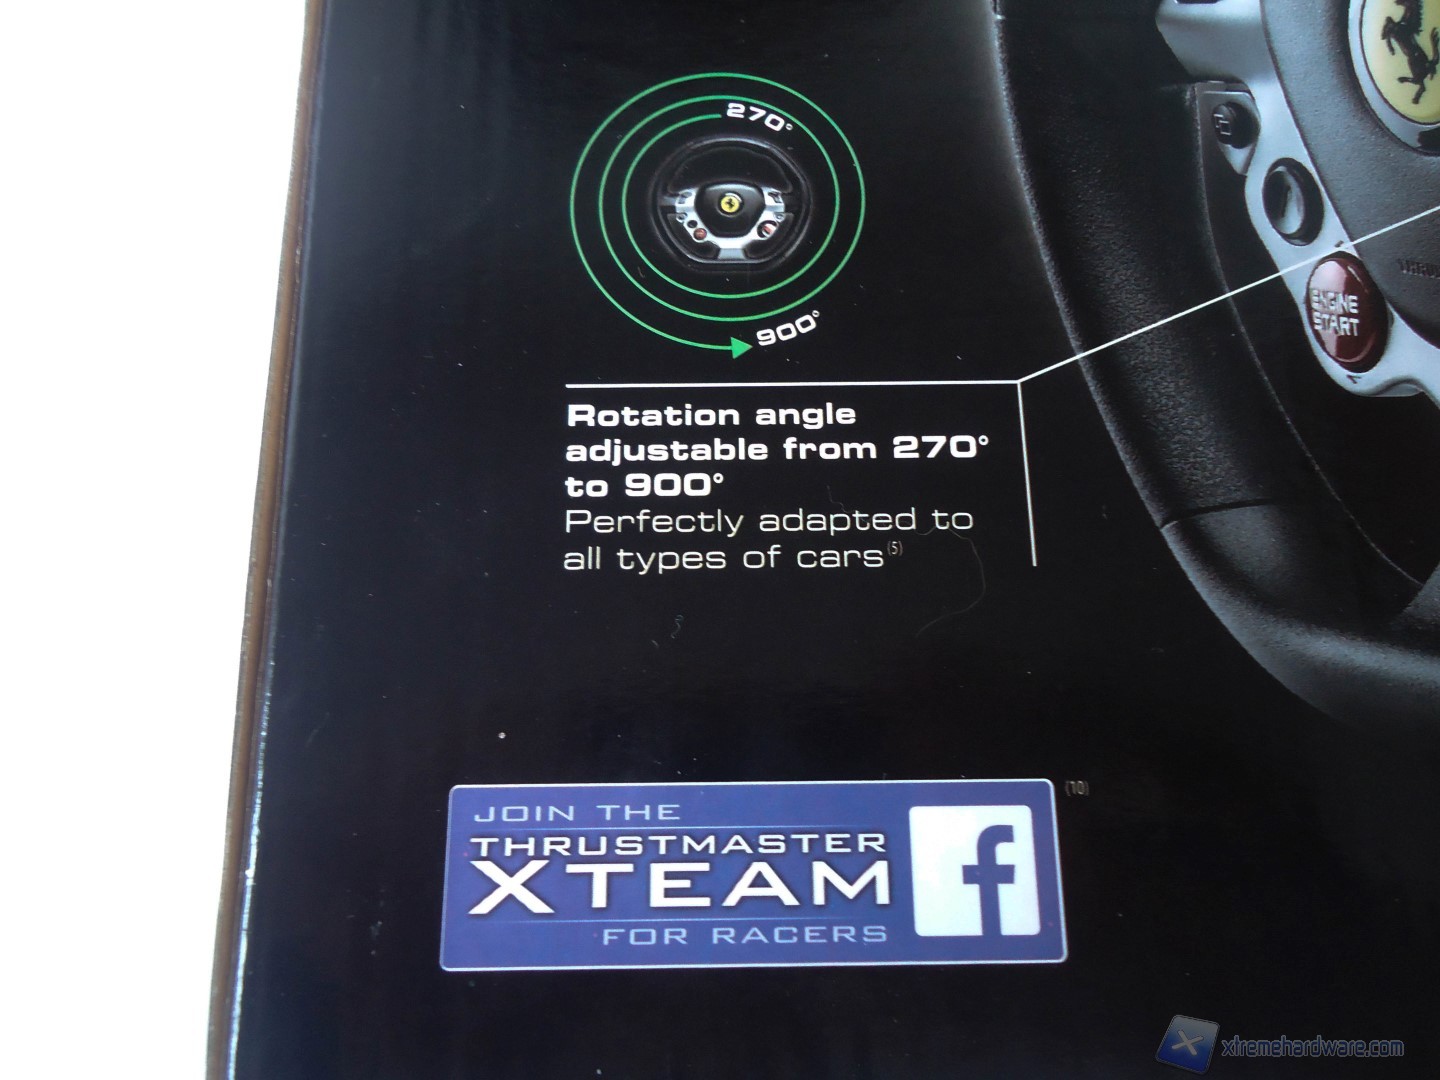 270°
900°
ENGINE
START
Rotation angle
adjustable from 270°
to 900°
Perfectly adapted to
all types of cars(5)
JOIN THE
THRUSTMASTER
XTEAM
FOR RACERS
f
(10)
xtremehardware.com